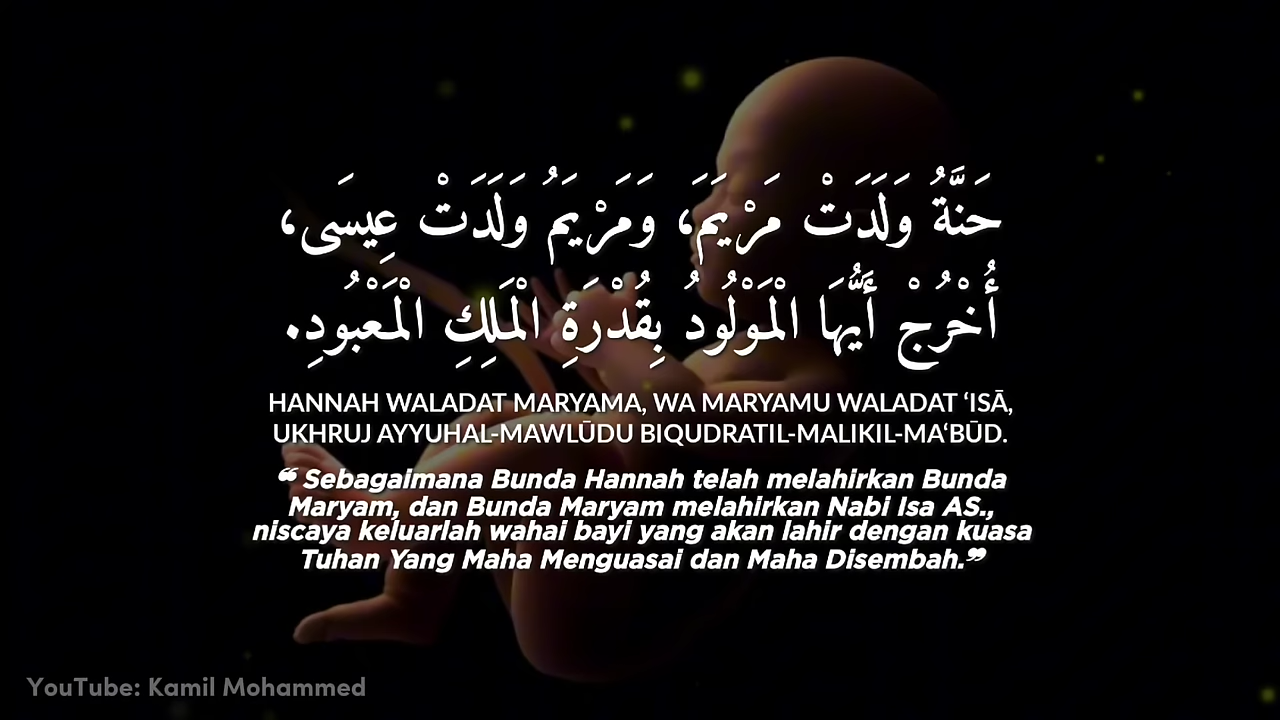 حَنَّةُ وَلَدَتْ مَرْيَمَ، وَمَرْيَمُ وَلَدَتْ عِيسَى،
أُخْرُجْ أَيُّهَا الْمَوْلُودُ بِقُدْرَةِ الْمَلِكِ الْمَعْبُودِ.
HANNAH WALADAT MARYAMA, WA MARYAMU WALADAT ‘ISĀ,
UKHRUJ AYYUHAL-MAWLŪDU BIQUDRATIL-MALIKIL-MA‘BŪD.
❝ Sebagaimana Bunda Hannah telah melahirkan Bunda
Maryam, dan Bunda Maryam melahirkan Nabi Isa AS.,
niscaya keluarlah wahai bayi yang akan lahir dengan kuasa
Tuhan Yang Maha Menguasai dan Maha Disembah.❞
YouTube: Kamil Mohammed